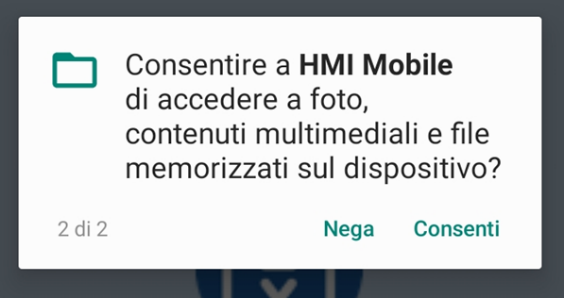 Consentire a HMI Mobile
di accedere a foto,
contenuti multimediali e file
memorizzati sul dispositivo?
2 di 2
Nega
Consenti